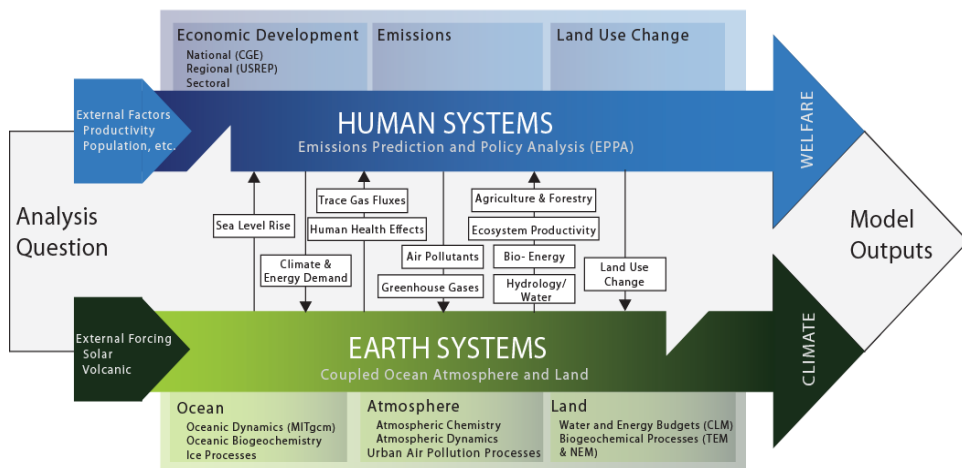 Economic Development
National (CGE)
Regional (USREP)
Sectoral
Emissions
Land Use Change
External Factors
Productivity
Population, etc.
HUMAN SYSTEMS
Emissions Prediction and Policy Analysis (EPPA)
WELFARE
Analysis
Question
Sea Level Rise
Climate &
Energy Demand
Trace Gas Fluxes
Human Health Effects
Air Pollutants
Greenhouse Gases
Agriculture & Forestry
Ecosystem Productivity
Bio- Energy
Hydrology/
Water
Land Use
Change
Model
Outputs
External Forcing
Solar
Volcanic
EARTH SYSTEMS
Coupled Ocean Atmosphere and Land
CLIMATE
Ocean
Oceanic Dynamics (MITgcm)
Oceanic Biogeochemistry
Ice Processes
Atmosphere
Atmospheric Chemistry
Atmospheric Dynamics
Urban Air Pollution Processes
Land
Water and Energy Budgets (CLM)
Biogeochemical Processes (TEM
& NEM)